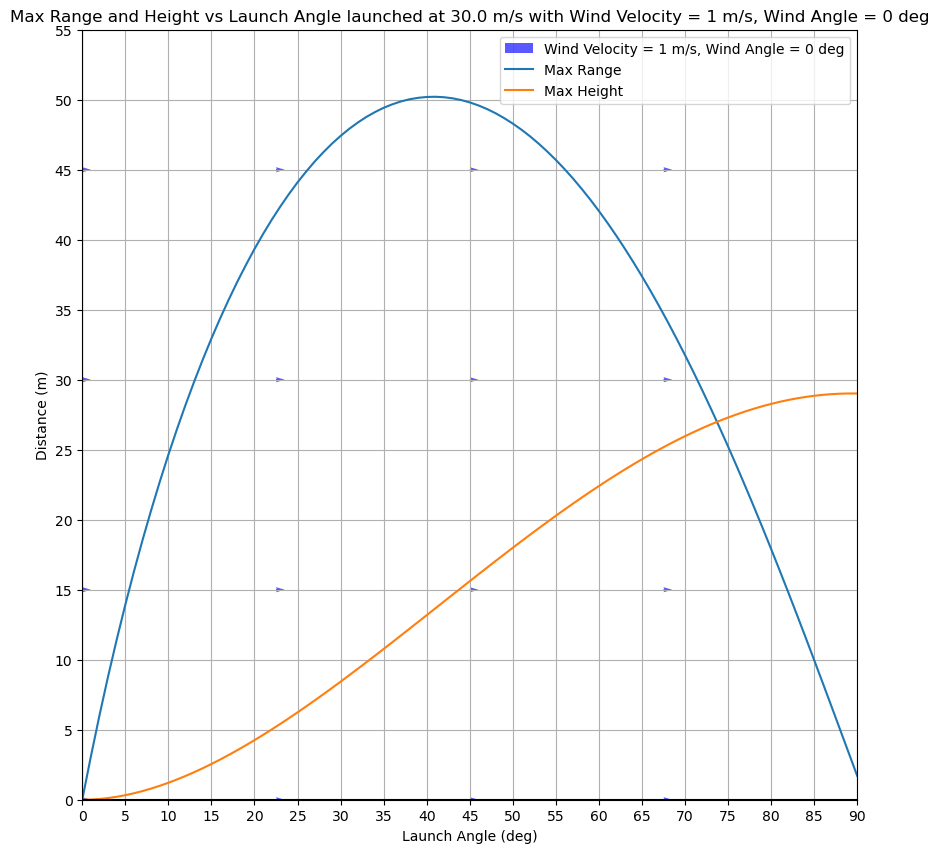 Max Range and Height vs Launch Angle launched at 30.0 m/s with Wind Velocity = 1 m/s, Wind Angle = 0 deg
Wind Velocity = 1 m/s, Wind Angle = 0 deg
Max Range
Max Height
Distance (m)
55
50
45
40
35
30
25
20
15
10
5
0
0 5 10 15 20 25 30 35 40 45 50 55 60 65 70 75 80 85 90
Launch Angle (deg)